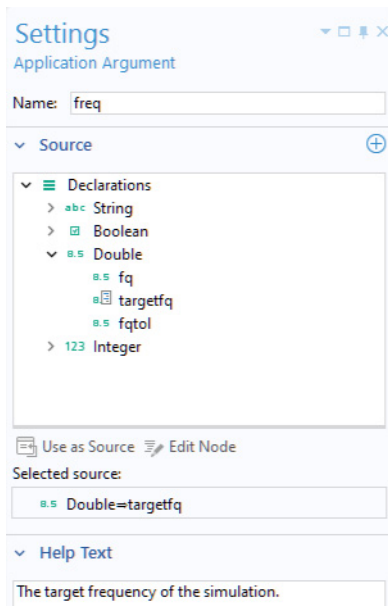 Settings
Application Argument
Name: freq
Source
Declarations
abc String
Boolean
8.5 Double
8.5 fq
8. targetfq
8.5 fqtol
123 Integer
Use as Source Edit Node
Selected source:
8.5 Double⇒targetfq
Help Text
The target frequency of the simulation.